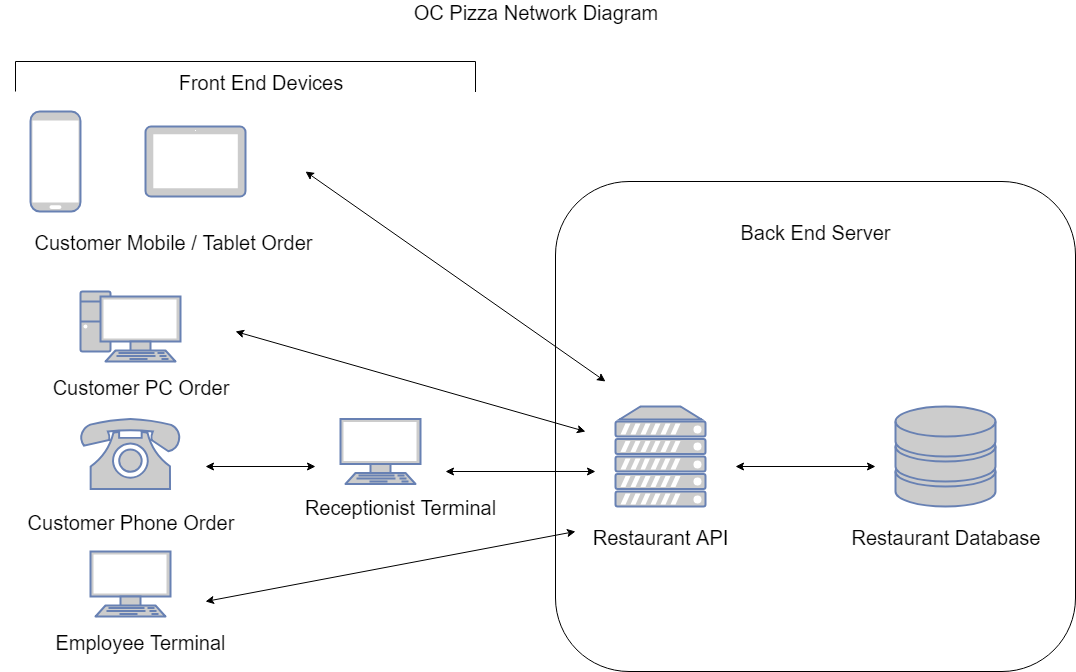 OC Pizza Network Diagram
Front End Devices
Customer Mobile / Tablet Order
Back End Server
Customer PC Order
Customer Phone Order
Receptionist Terminal
Restaurant API
Restaurant Database
Employee Terminal